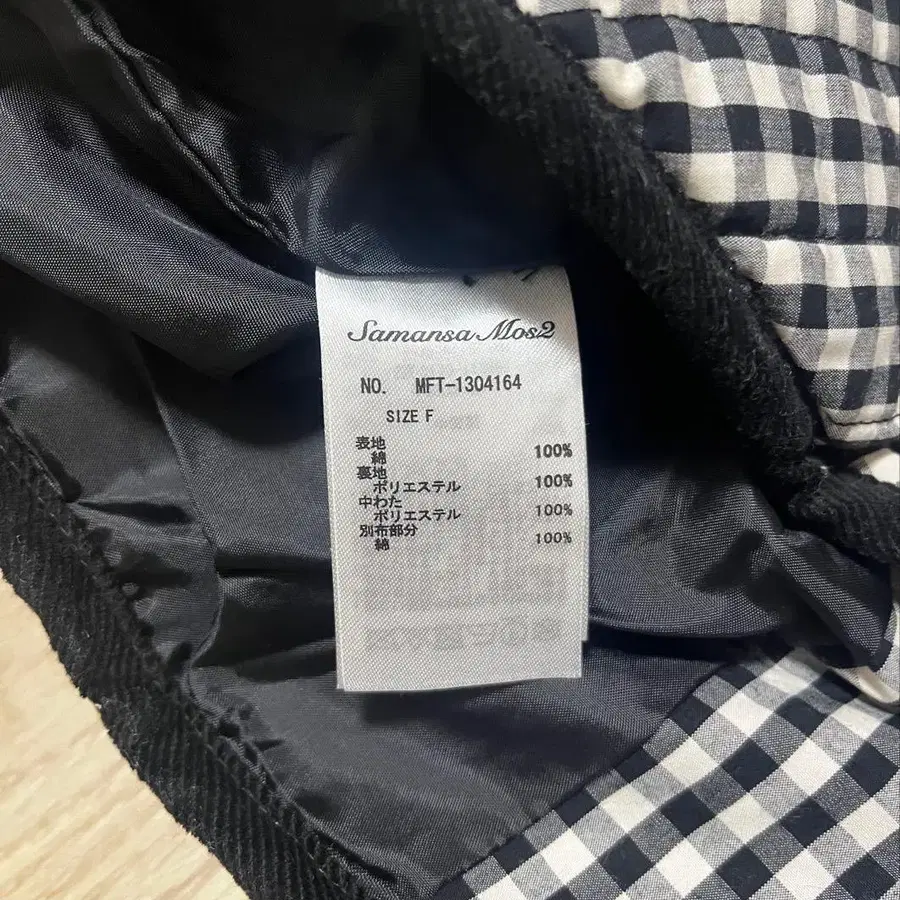 Samansa Mos2
NO. MFT-1304164
SIZE F
表地
綿 100%
裏地
ポリエステル 100%
中わた
ポリエステル 100%
別布部分
綿 100%